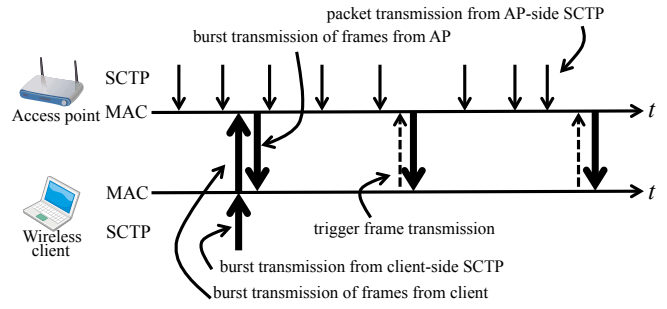 packet transmission from AP-side SCTP
burst transmission of frames from AP
SCTP
Access point
MAC
t
MAC
t
Wireless
client
SCTP
trigger frame transmission
burst transmission from client-side SCTP
burst transmission of frames from client